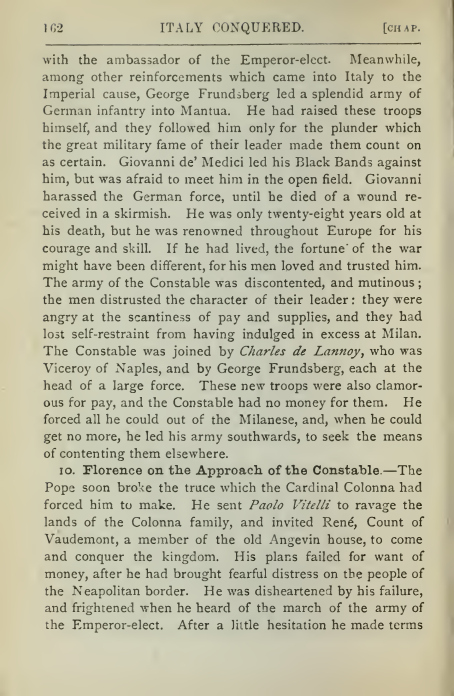 162 ITALY CONQUERED. [CHAP.
with the ambassador of the Emperor-elect. Meanwhile,
among other reinforcements which came into Italy to the
Imperial cause, George Frundsberg led a splendid army of
German infantry into Mantua. He had raised these troops
himself, and they followed him only for the plunder which
the great military fame of their leader made them count on
as certain. Giovanni de' Medici led his Black Bands against
him, but was afraid to meet him in the open field. Giovanni
harassed the German force, until he died of a wound re-
ceived in a skirmish. He was only twenty-eight years old at
his death, but he was renowned throughout Europe for his
courage and skill. If he had lived, the fortune of the war
might have been different, for his men loved and trusted him.
The army of the Constable was discontented, and mutinous;
the men distrusted the character of their leader: they were
angry at the scantiness of pay and supplies, and they had
lost self-restraint from having indulged in excess at Milan.
The Constable was joined by Charles de Lannoy, who was
Viceroy of Naples, and by George Frundsberg, each at the
head of a large force. These new troops were also clamor-
ous for pay, and the Constable had no money for them. He
forced all he could out of the Milanese, and, when he could
get no more, he led his army southwards, to seek the means
of contenting them elsewhere.
10. Florence on the Approach of the Constable.—The
Pope soon broke the truce which the Cardinal Colonna had
forced him to make. He sent Paolo Vitelli to ravage the
lands of the Colonna family, and invited René, Count of
Vaudemont, a member of the old Angevin house, to come
and conquer the kingdom. His plans failed for want of
money, after he had brought fearful distress on the people of
the Neapolitan border. He was disheartened by his failure,
and frightened when he heard of the march of the army of
the Emperor-elect. After a little hesitation he made terms